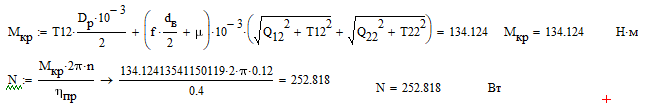 Mкр := T12·Dр·10⁻³/2 + (f·dв/2 + μ)·10⁻³·(√(Q12² + T12²) + √(Q22² + T22²)) = 134.124 Mкр = 134.124 Н·м
N := Mкр·2π·n/ηпр → 134.12413541150119·2·π·0.12/0.4 = 252.818 N = 252.818 Вт